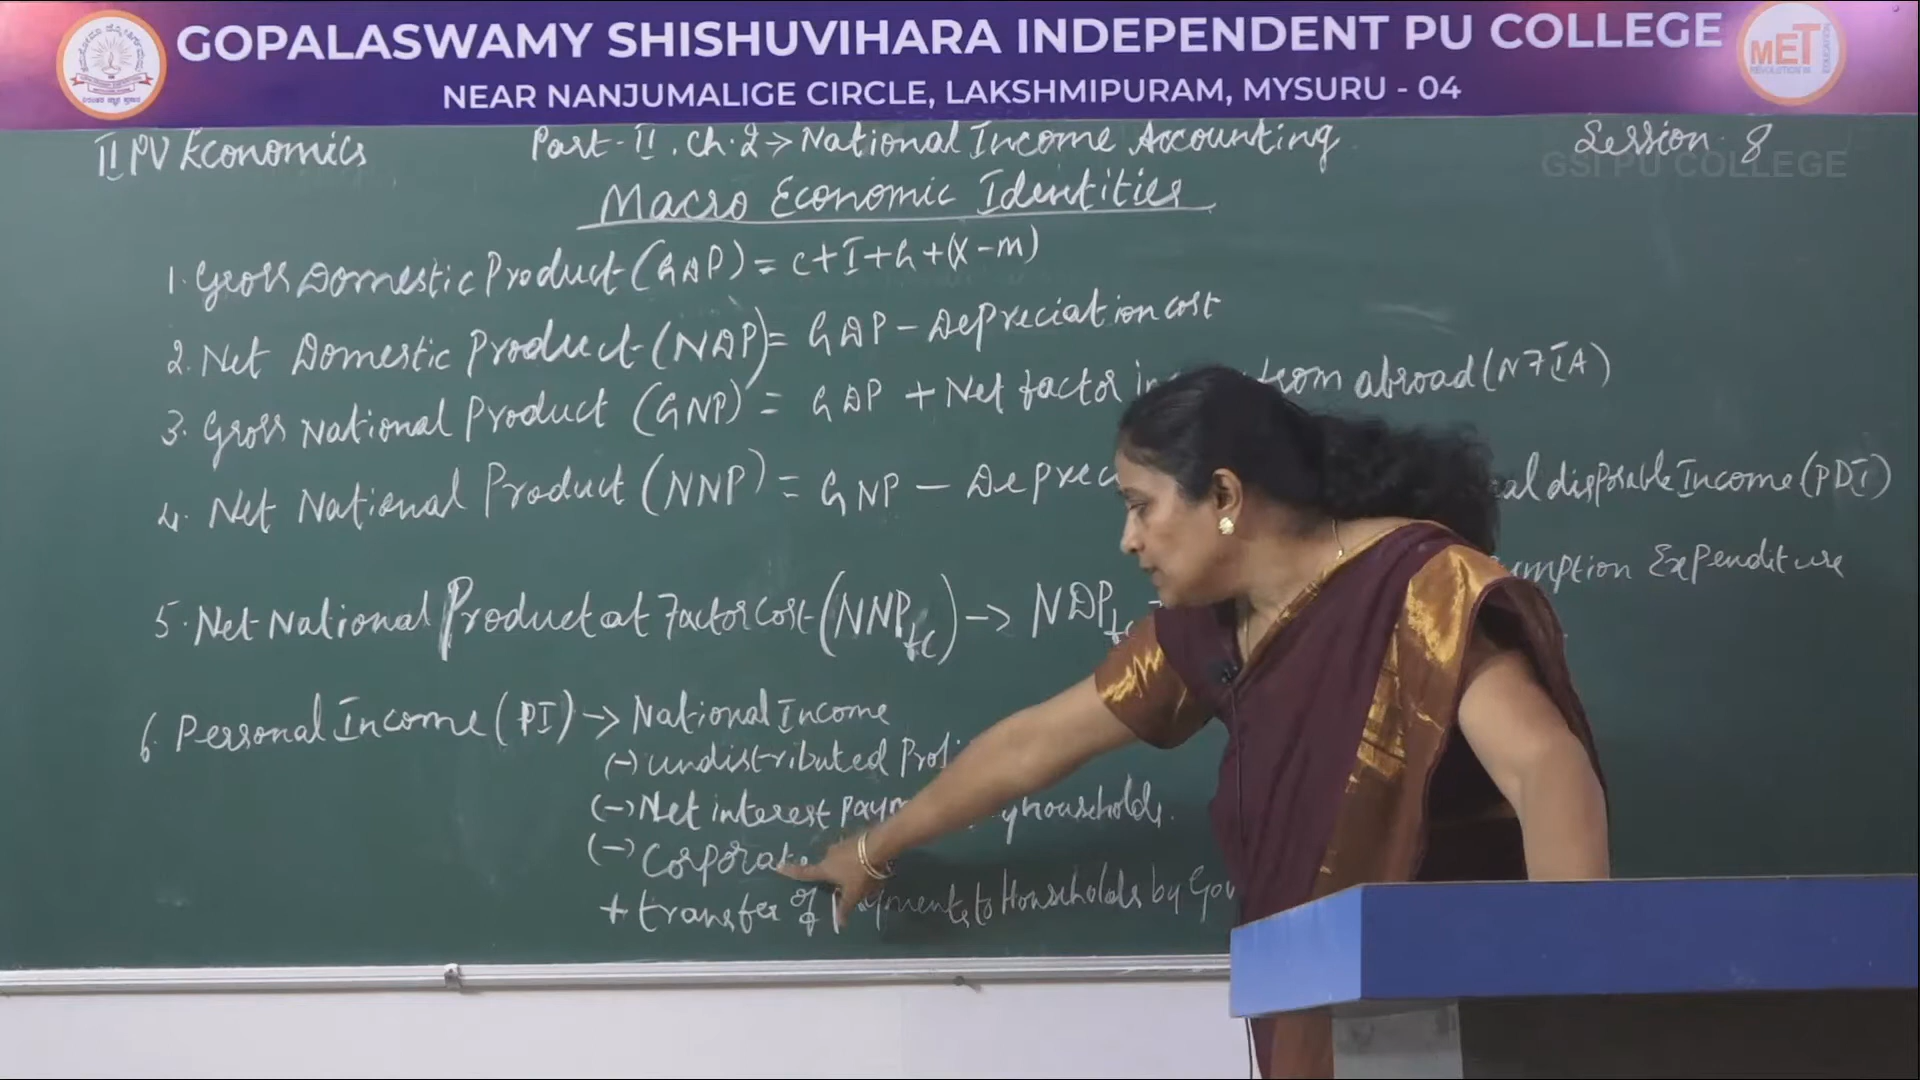 GOPALASWAMY SHISHUVIHARA INDEPENDENT PU COLLEGE
NEAR NANJUMALIGE CIRCLE, LAKSHMIPURAM, MYSURU - 04
MET
II PU Economics
Part-II. Ch.2→National Income Accounting
Session 8
GSI PU COLLEGE
Macro Economic Identities
1. Gross Domestic Product (GDP) = C+I+G+(X-M)
2. Net Domestic Product (NDP) = GDP - Depreciation cost
3. Gross National Product (GNP) = GDP + Net factor in from abroad (NFIA)
4. Net National Product (NNP) = GNP - Deprec
al disposable Income (PDI)
umption Expenditure
5. Net National Product at Factor Cost (NNPfc) → NDPfc
6. Personal Income (PI) → National Income
(-) undistributed Profi
(-) Net interest paym y households.
(-) Corporate
+ transfer of payments to Households by Gov